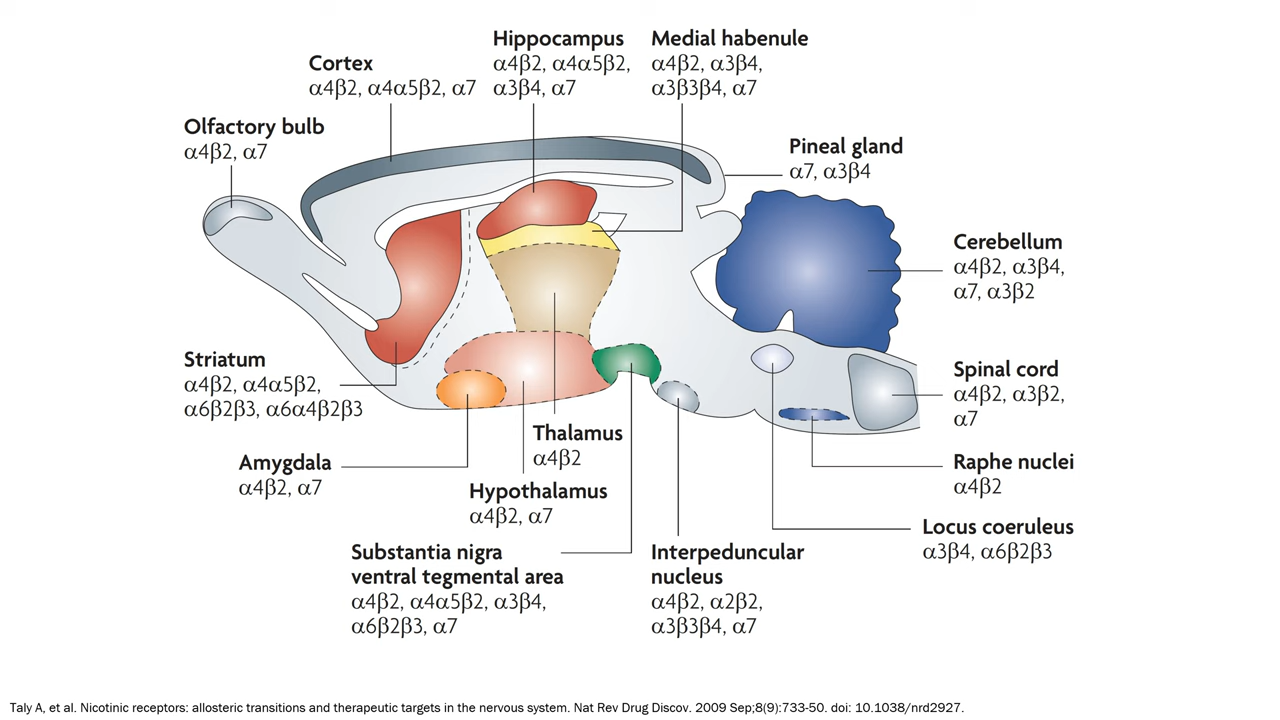 Hippocampus
α4β2, α4α5β2,
α3β4, α7
Medial habenule
α4β2, α3β4,
α3β3β4, α7
Cortex
α4β2, α4α5β2, α7
Olfactory bulb
α4β2, α7
Pineal gland
α7, α3β4
Cerebellum
α4β2, α3β4,
α7, α3β2
Striatum
α4β2, α4α5β2,
α6β2β3, α6α4β2β3
Spinal cord
α4β2, α3β2,
α7
Thalamus
α4β2
Amygdala
α4β2, α7
Raphe nuclei
α4β2
Hypothalamus
α4β2, α7
Locus coeruleus
α3β4, α6β2β3
Substantia nigra
ventral tegmental area
α4β2, α4α5β2, α3β4,
α6β2β3, α7
Interpeduncular
nucleus
α4β2, α2β2,
α3β3β4, α7
Taly A, et al. Nicotinic receptors: allosteric transitions and therapeutic targets in the nervous system. Nat Rev Drug Discov. 2009 Sep;8(9):733-50. doi: 10.1038/nrd2927.